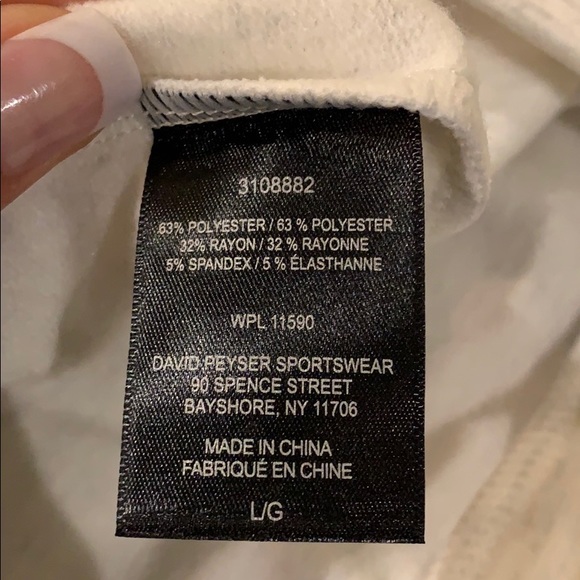 3108882
63% POLYESTER / 63 % POLYESTER
32% RAYON / 32 % RAYONNE
5% SPANDEX / 5 % ÉLASTHANNE
WPL 11590
DAVID PEYSER SPORTSWEAR
90 SPENCE STREET
BAYSHORE, NY 11706
MADE IN CHINA
FABRIQUÉ EN CHINE
L/G